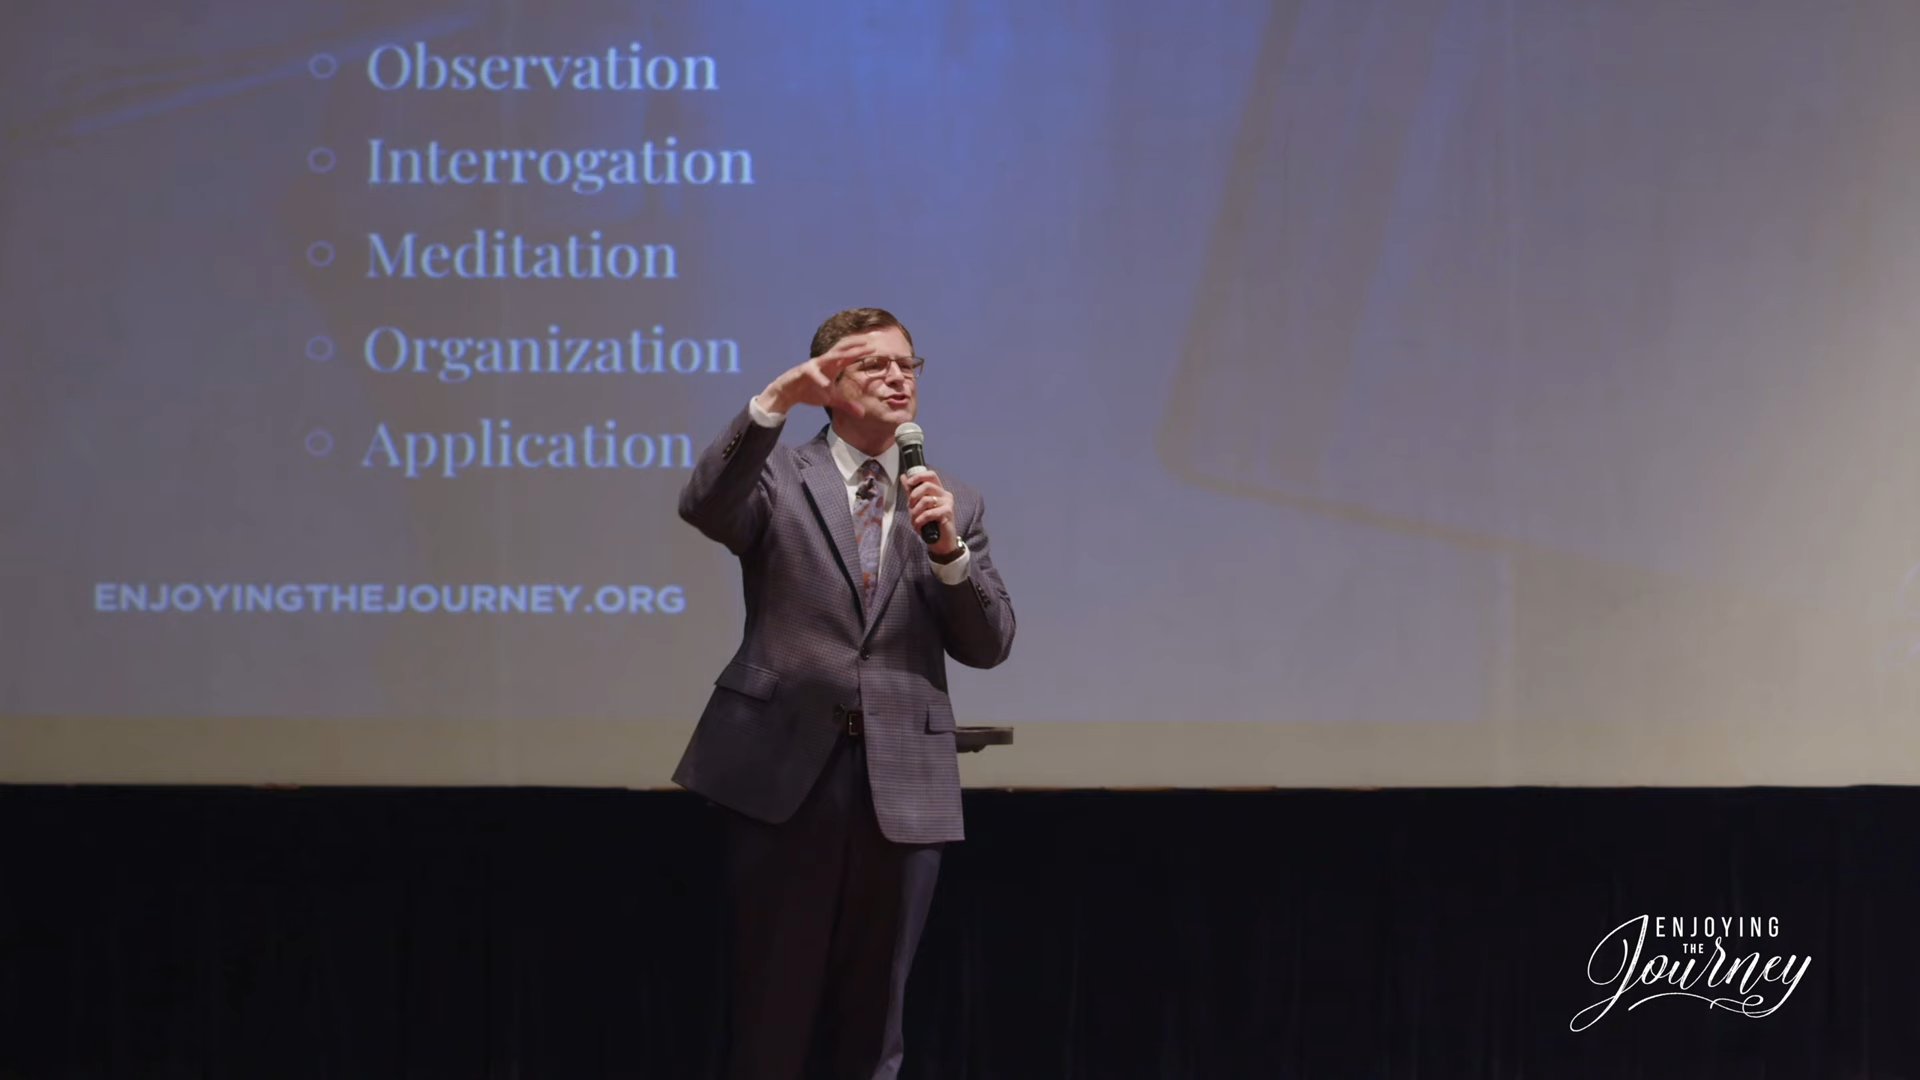 Observation
Interrogation
Meditation
Organization
Application
ENJOYINGTHEJOURNEY.ORG
ENJOYING
THE
Journey